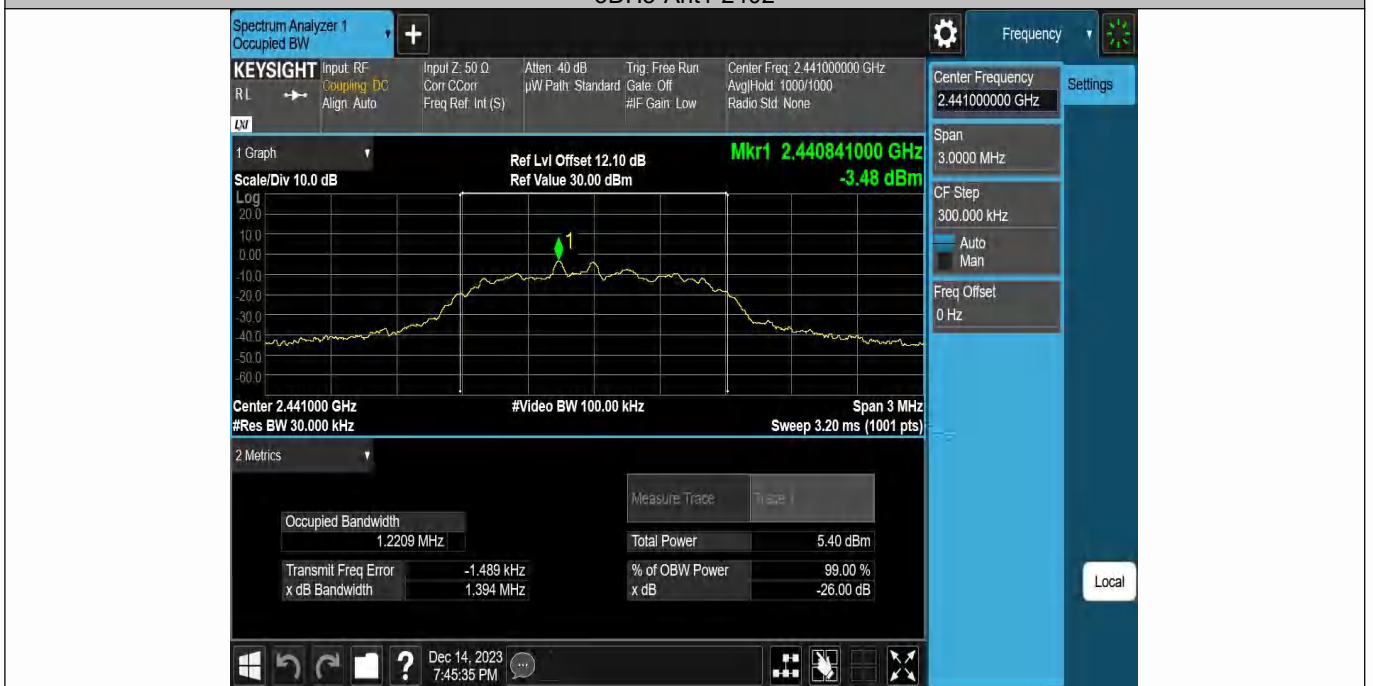 Spectrum Analyzer 1
Occupied BW
+
Frequency
KEYSIGHT Input: RF Input Z: 50 Ω Atten: 40 dB Trig: Free Run Center Freq: 2.441000000 GHz
RL Coupling: DC Corr CCorr µW Path: Standard Gate: Off Avg|Hold: 1000/1000
Align: Auto Freq Ref: Int (S) #IF Gain: Low Radio Std: None
LXI
Center Frequency
2.441000000 GHz
Settings
Span
3.0000 MHz
CF Step
300.000 kHz
Auto
Man
Freq Offset
0 Hz
Local
1 Graph Ref Lvl Offset 12.10 dB Mkr1 2.440841000 GHz
Scale/Div 10.0 dB Ref Value 30.00 dBm -3.48 dBm
Log
20.0
10.0
0.00
-10.0
-20.0
-30.0
-40.0
-50.0
-60.0
1
Center 2.441000 GHz #Video BW 100.00 kHz Span 3 MHz
#Res BW 30.000 kHz Sweep 3.20 ms (1001 pts)
2 Metrics
Measure Trace Trace 1
Occupied Bandwidth
1.2209 MHz Total Power 5.40 dBm
Transmit Freq Error -1.489 kHz % of OBW Power 99.00 %
x dB Bandwidth 1.394 MHz x dB -26.00 dB
? Dec 14, 2023
7:45:35 PM